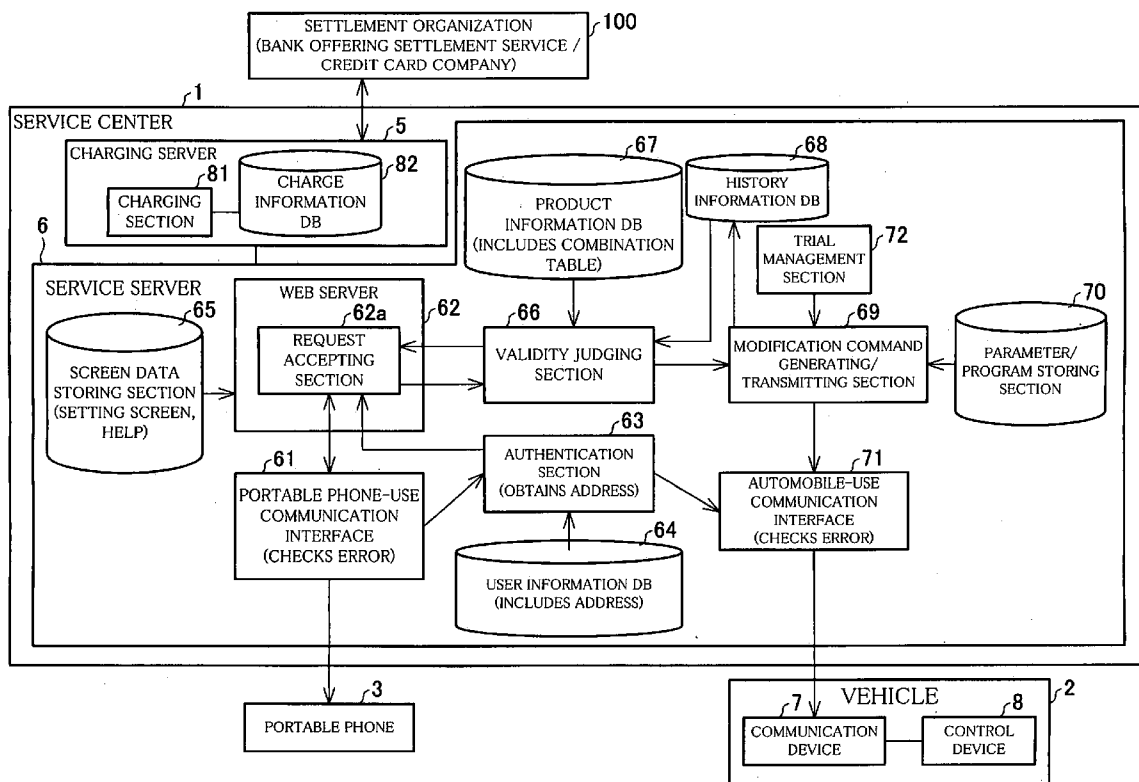 SETTLEMENT ORGANIZATION
(BANK OFFERING SETTLEMENT SERVICE /
CREDIT CARD COMPANY)
100
1
SERVICE CENTER
5
CHARGING SERVER
81
CHARGING
SECTION
82
CHARGE
INFORMATION
DB
67
PRODUCT
INFORMATION DB
(INCLUDES COMBINATION
TABLE)
68
HISTORY
INFORMATION DB
72
TRIAL
MANAGEMENT
SECTION
6
SERVICE SERVER
65
SCREEN DATA
STORING SECTION
(SETTING SCREEN,
HELP)
WEB SERVER
62
62a
REQUEST
ACCEPTING
SECTION
66
VALIDITY JUDGING
SECTION
69
MODIFICATION COMMAND
GENERATING/
TRANSMITTING SECTION
70
PARAMETER/
PROGRAM STORING
SECTION
61
PORTABLE PHONE-USE
COMMUNICATION
INTERFACE
(CHECKS ERROR)
63
AUTHENTICATION
SECTION
(OBTAINS ADDRESS)
71
AUTOMOBILE-USE
COMMUNICATION
INTERFACE
(CHECKS ERROR)
64
USER INFORMATION DB
(INCLUDES ADDRESS)
3
PORTABLE PHONE
VEHICLE
2
7
COMMUNICATION
DEVICE
8
CONTROL
DEVICE